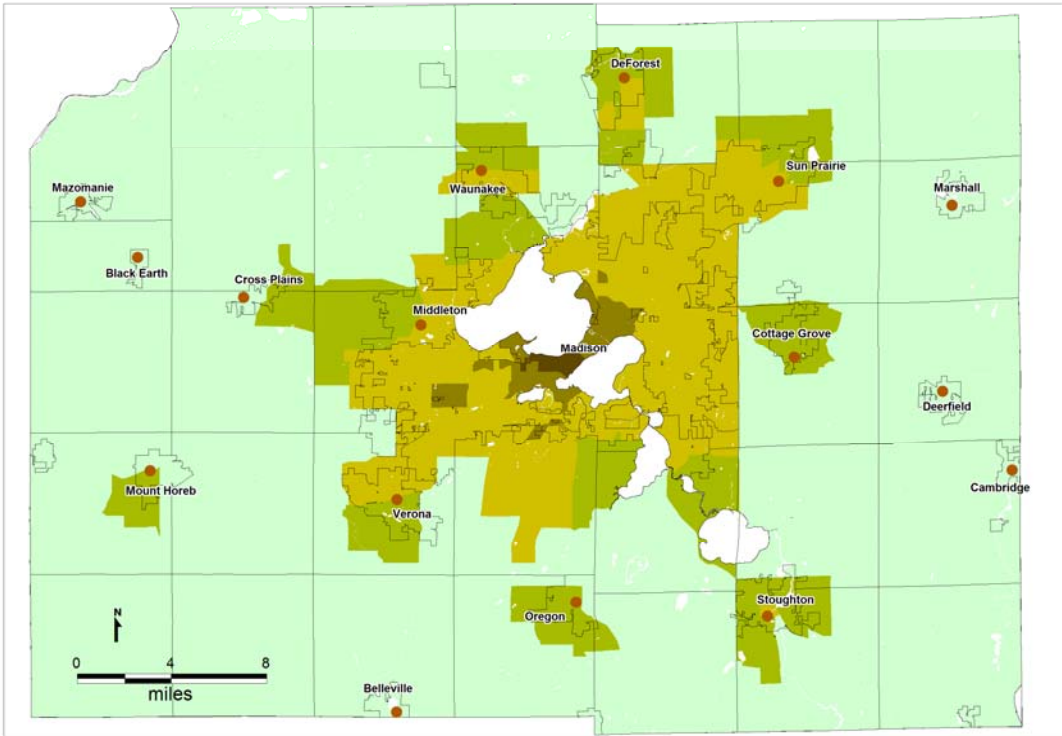 DeForest
Sun Prairie
Waunakee
Mazomanie
Marshall
Black Earth
Cross Plains
Middleton
Cottage Grove
Madison
Deerfield
Mount Horeb
Cambridge
Verona
Stoughton
Oregon
N
0 4 8
miles
Belleville